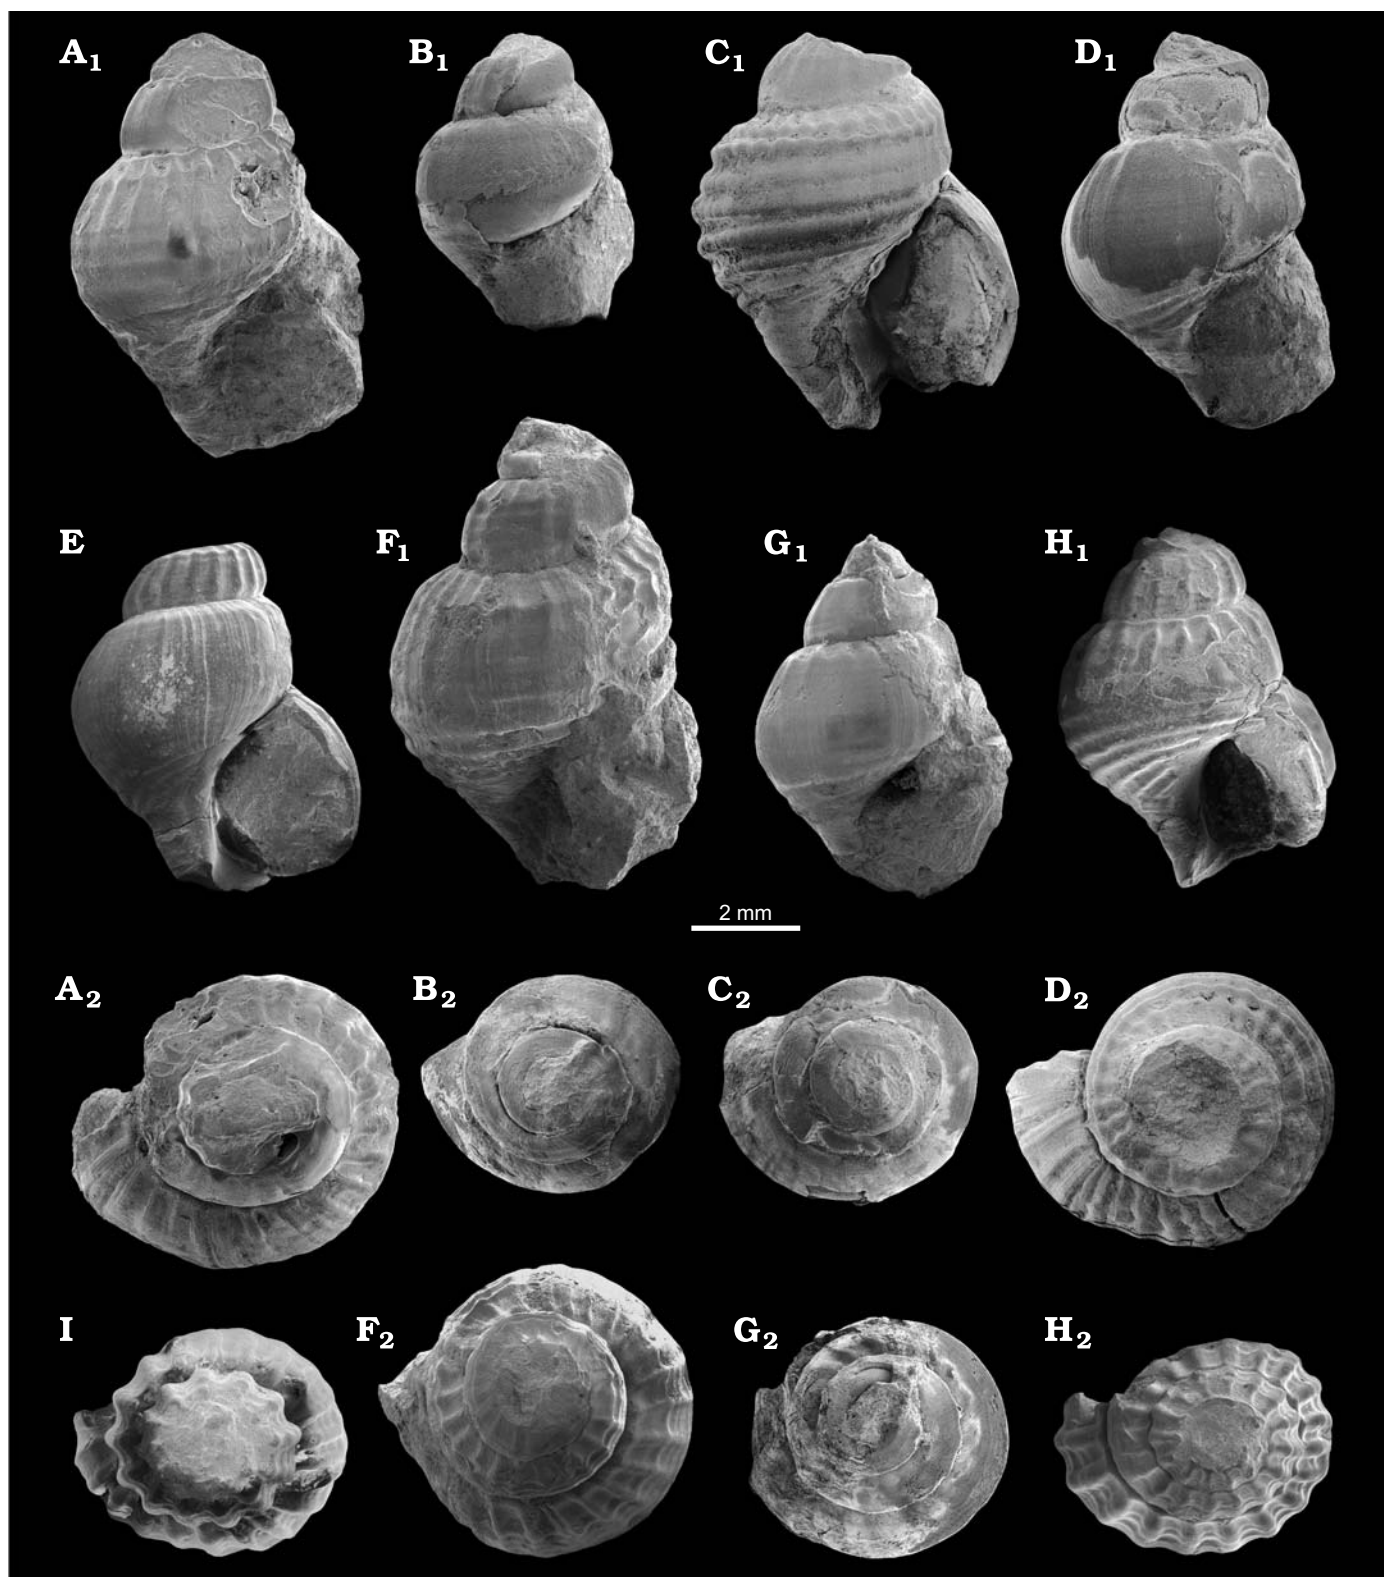 A₁ B₁ C₁ D₁
E F₁ G₁ H₁
2 mm
A₂ B₂ C₂ D₂
I F₂ G₂ H₂